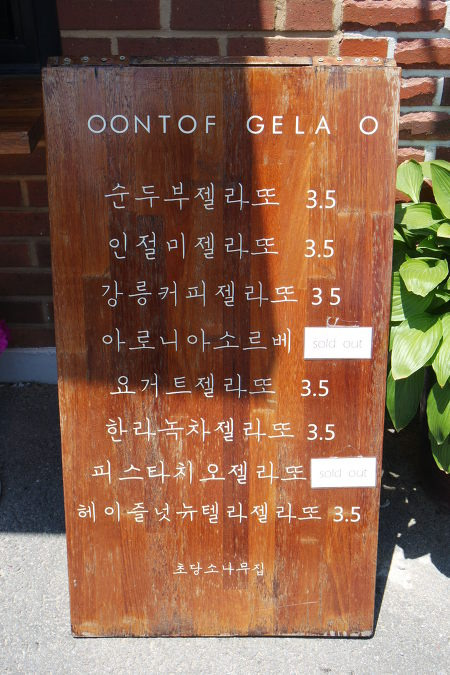 OONTOF GELA O
순두부젤라또 3.5
인절미젤라또 3.5
강릉커피젤라또 3 5
아로니아소르베 sold out
요거트젤라또 3.5
한라녹차젤라또 3.5
피스타치오젤라또 sold out
헤이즐넛뉴텔라젤라또 3.5
초당소나무집